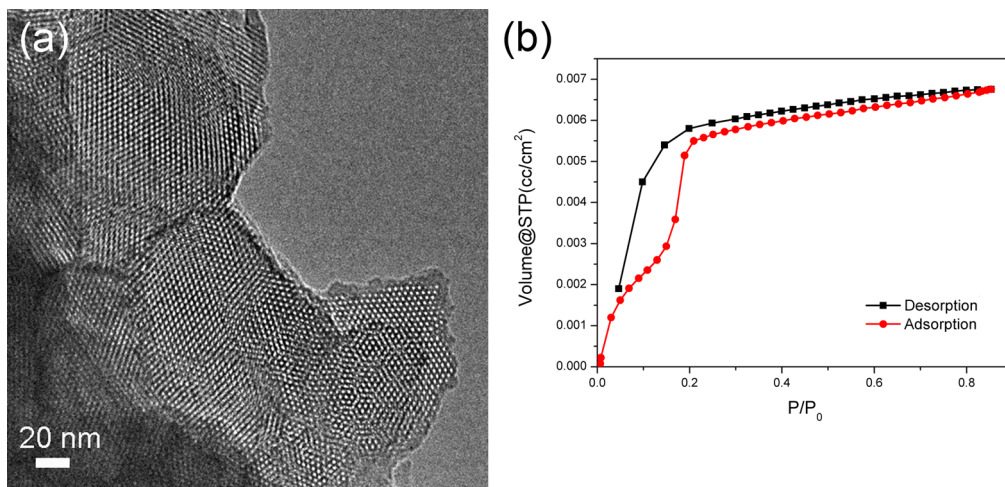 (a)
20 nm
(b)
0.007
0.006
0.005
0.004
0.003
0.002
0.001
0.000
Volume@STP(cc/cm²)
Desorption
Adsorption
0.0 0.2 0.4 0.6 0.8
P/P₀